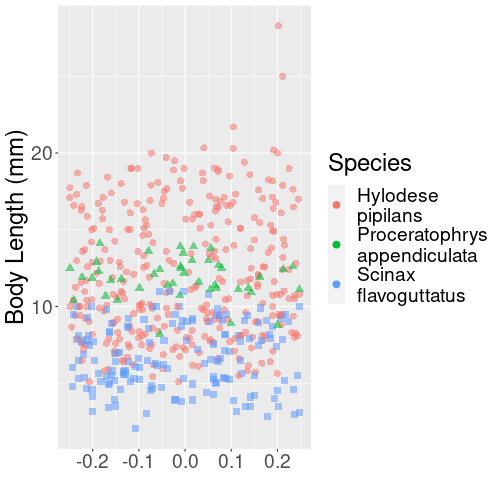 Body Length (mm)
20
10
-0.2 -0.1 0.0 0.1 0.2
Species
Hylodese
pipilans
Proceratophrys
appendiculata
Scinax
flavoguttatus